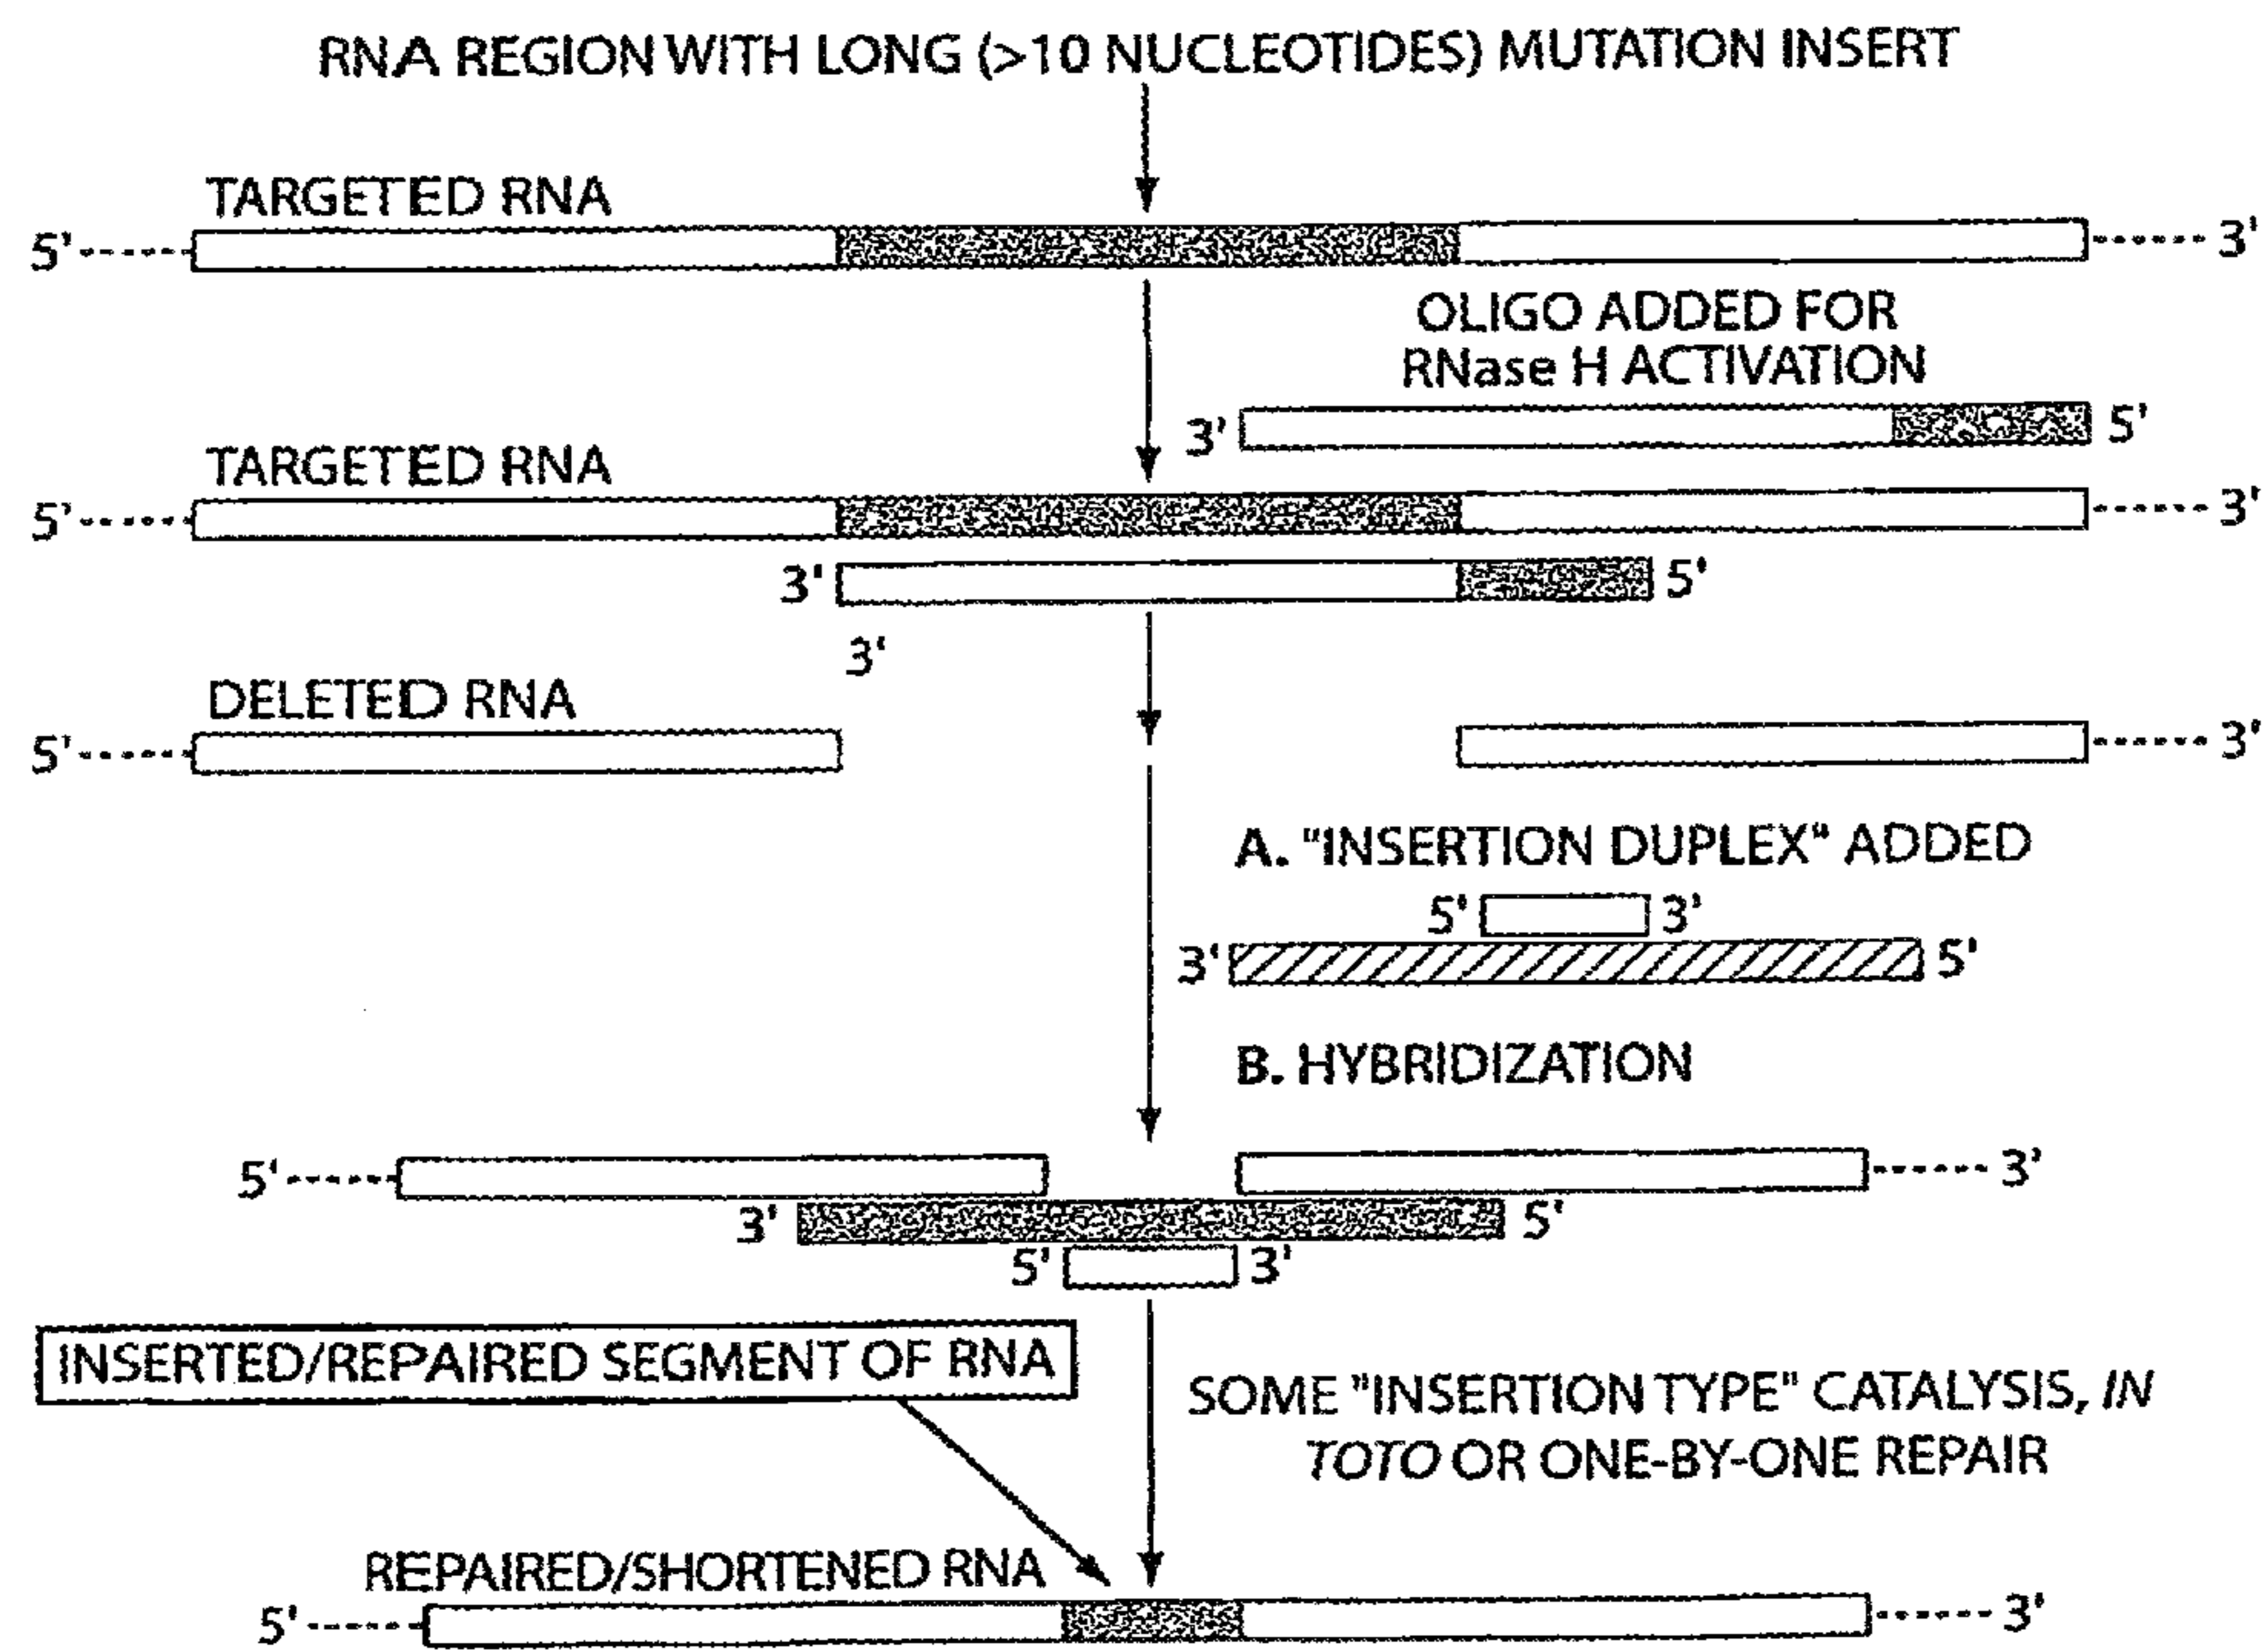 RNA REGION WITH LONG (>10 NUCLEOTIDES) MUTATION INSERT
TARGETED RNA
5' 3'
OLIGO ADDED FOR
RNase H ACTIVATION
3' 5'
TARGETED RNA
5' 3'
3' 5'
3'
DELETED RNA
5' 3'
A. "INSERTION DUPLEX" ADDED
5' 3'
3' 5'
B. HYBRIDIZATION
5' 3'
3' 5'
5' 3'
INSERTED/REPAIRED SEGMENT OF RNA
SOME "INSERTION TYPE" CATALYSIS, IN
TOTO OR ONE-BY-ONE REPAIR
REPAIRED/SHORTENED RNA
5' 3'